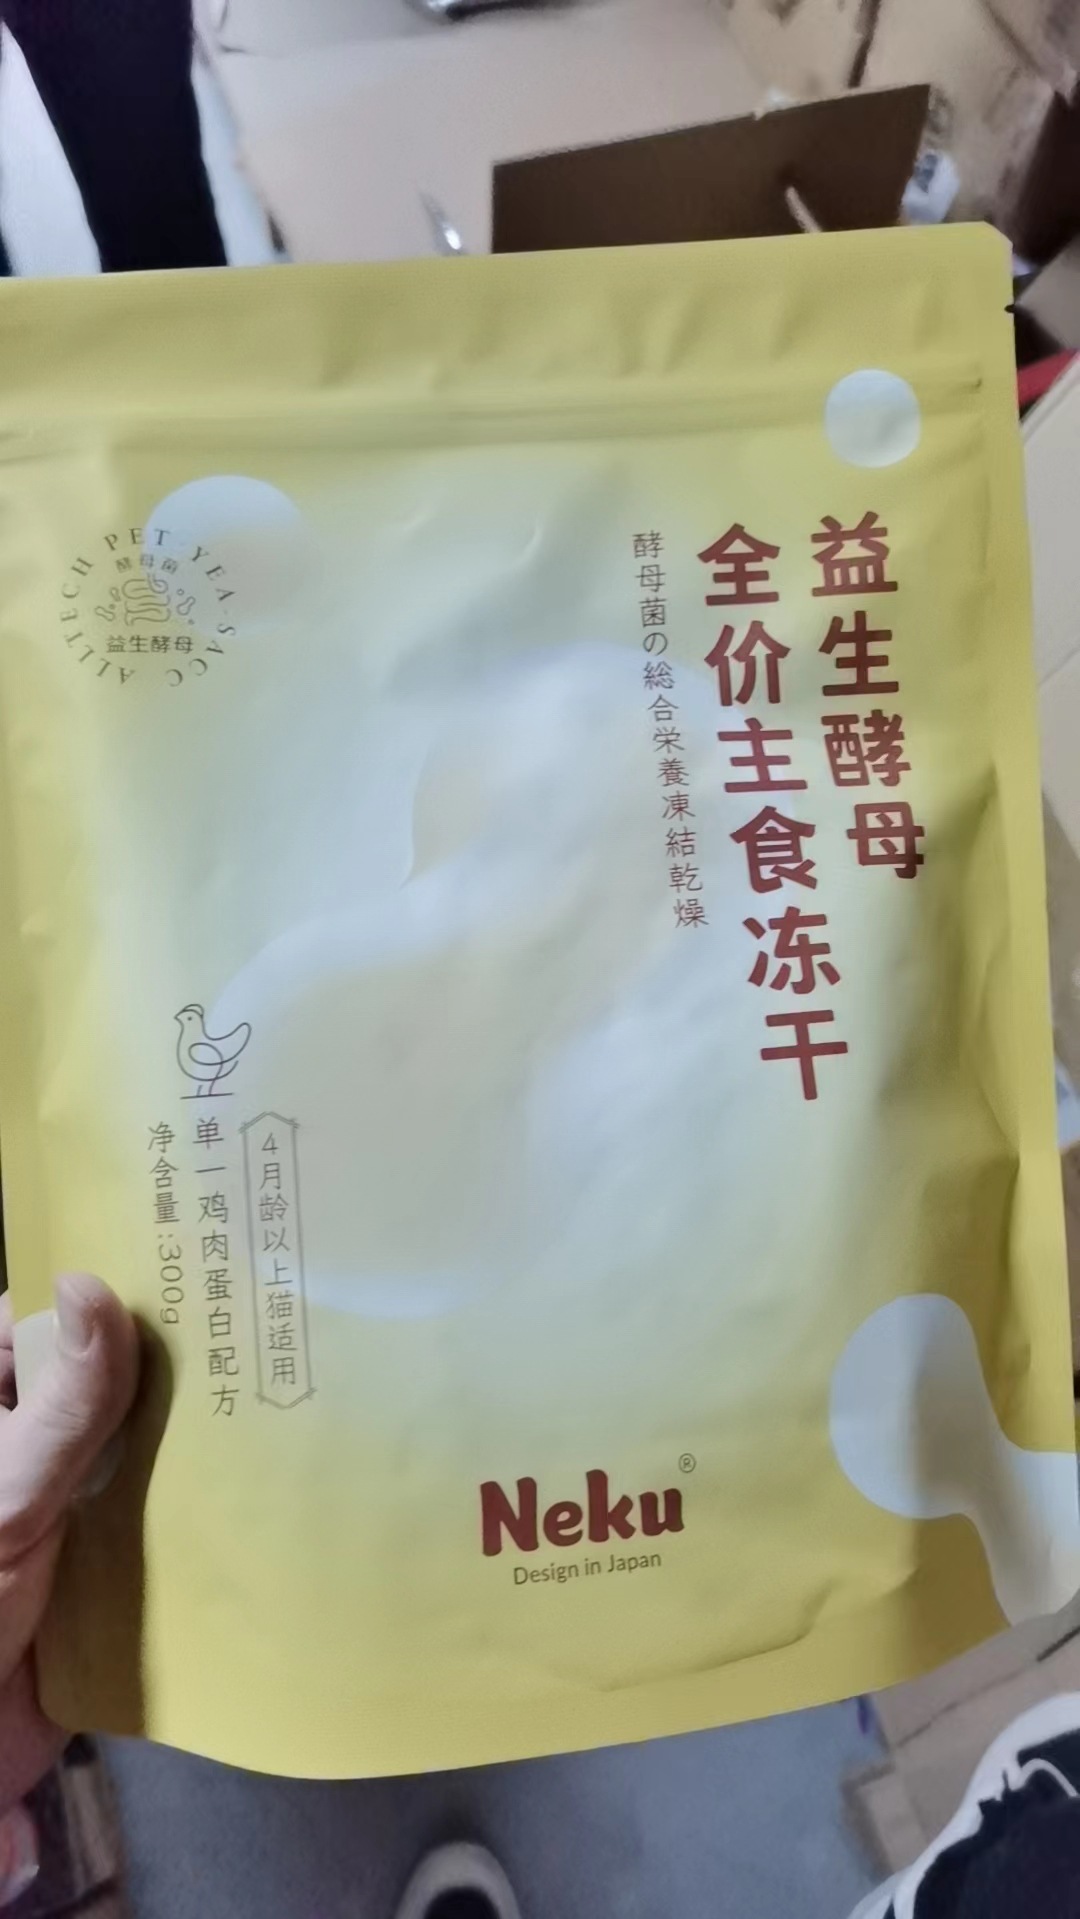 益生酵母
全价主食冻干
酵母菌の総合栄養凍結乾燥
ALLTECH PET YEA-SACC
酵母菌
益生酵母
4月龄以上猫适用
单一鸡肉蛋白配方
净含量:300g
Neku®
Design in Japan